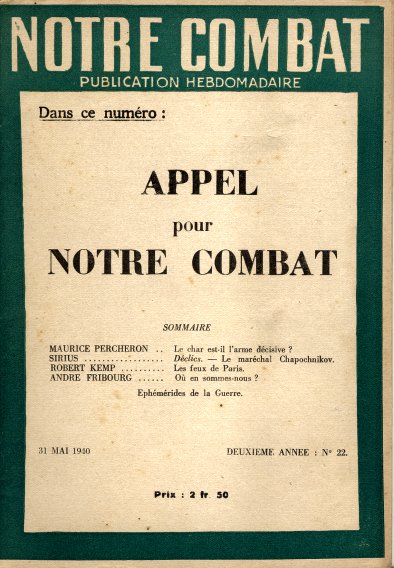 NOTRE COMBAT
PUBLICATION HEBDOMADAIRE
Dans ce numéro :
APPEL
pour
NOTRE COMBAT
SOMMAIRE
MAURICE PERCHERON .. Le char est-il l'arme décisive ?
SIRIUS .................. Déclics. — Le maréchal Chapochnikov.
ROBERT KEMP .......... Les feux de Paris.
ANDRE FRIBOURG ...... Où en sommes-nous ?
Ephémérides de la Guerre.
31 MAI 1940 DEUXIEME ANNEE : N° 22.
Prix : 2 fr. 50